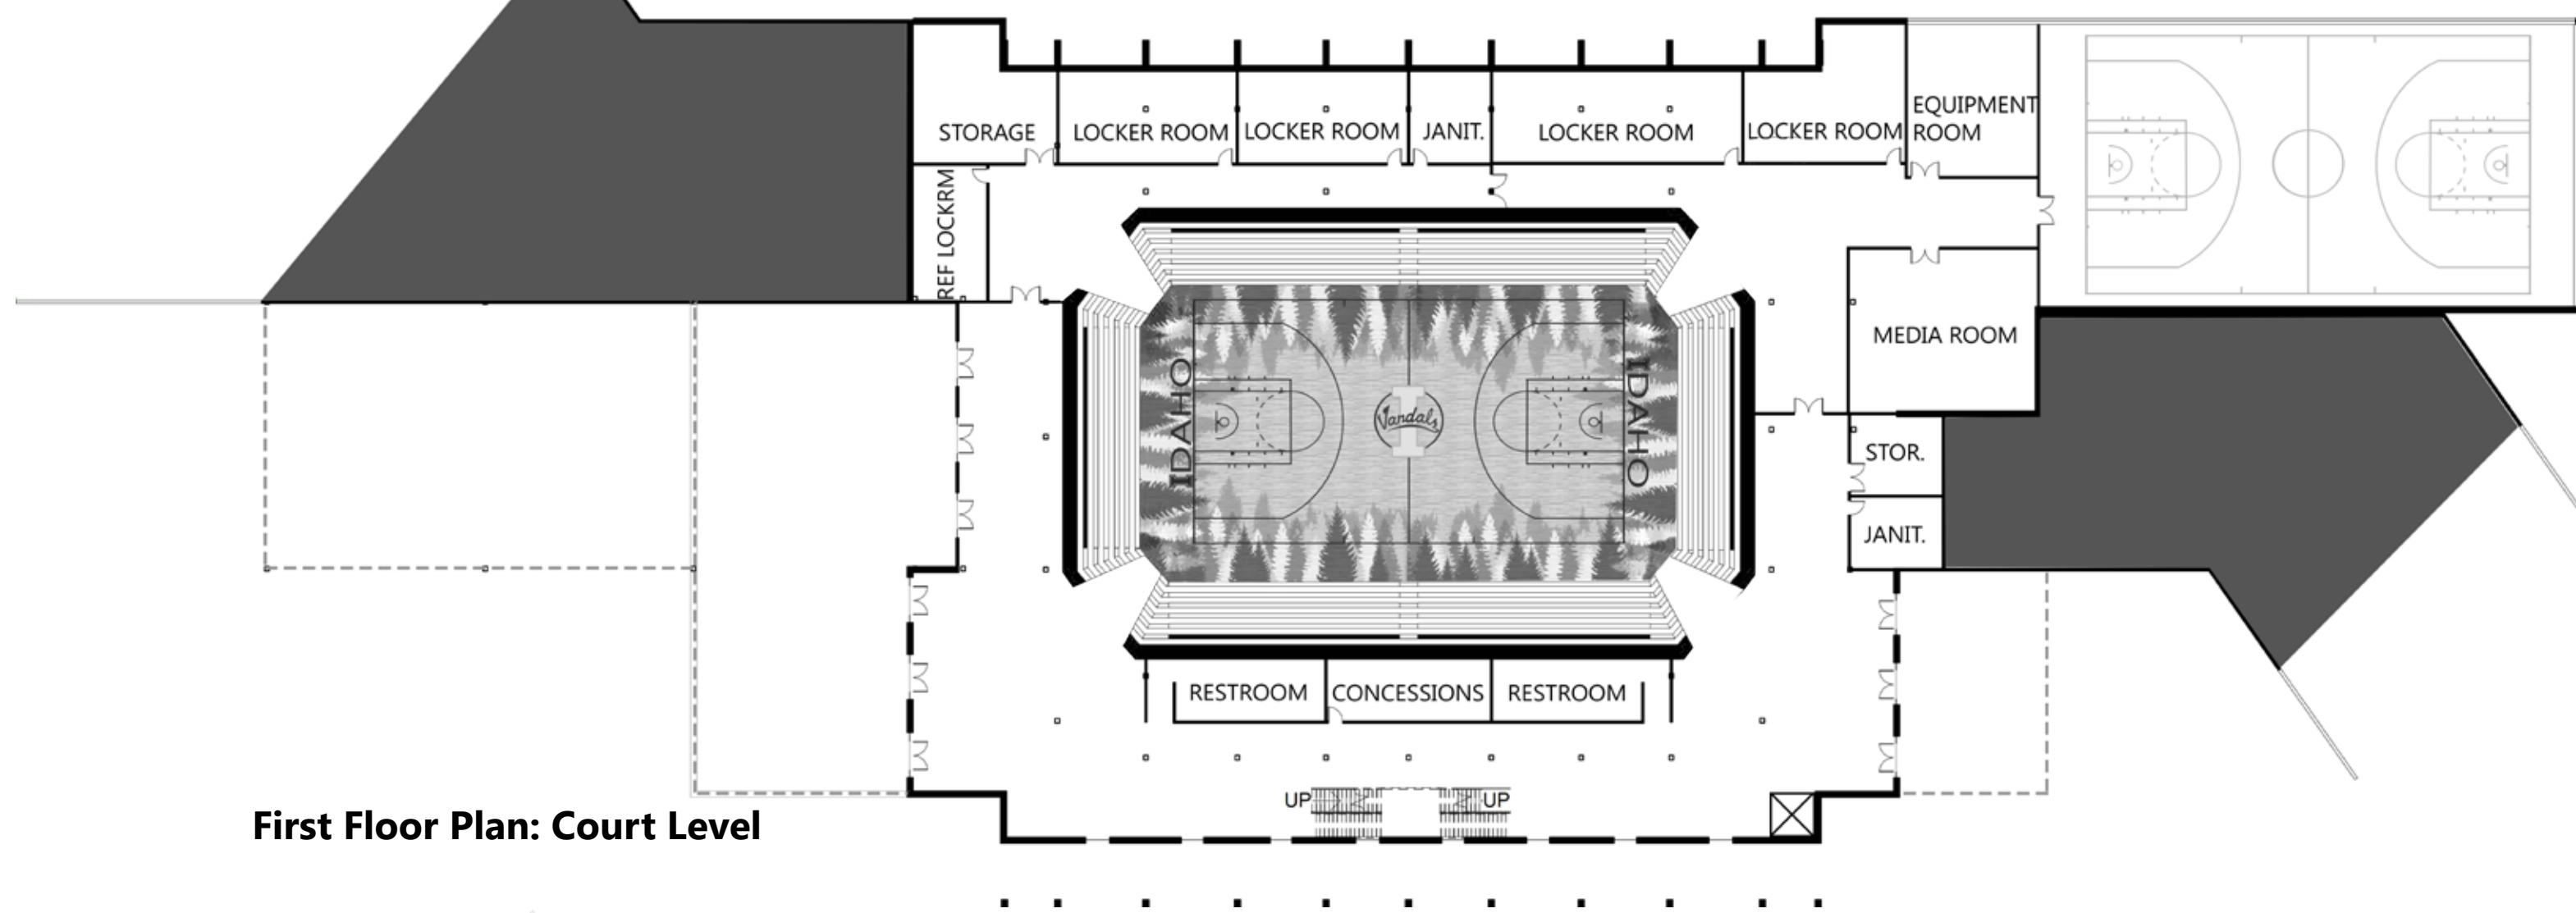 STORAGE
LOCKER ROOM
LOCKER ROOM
JANIT.
LOCKER ROOM
LOCKER ROOM
EQUIPMENT
ROOM
REF LOCKRM
MEDIA ROOM
IDAHO
Vandals
IDAHO
STOR.
JANIT.
RESTROOM
CONCESSIONS
RESTROOM
UP
UP
First Floor Plan: Court Level